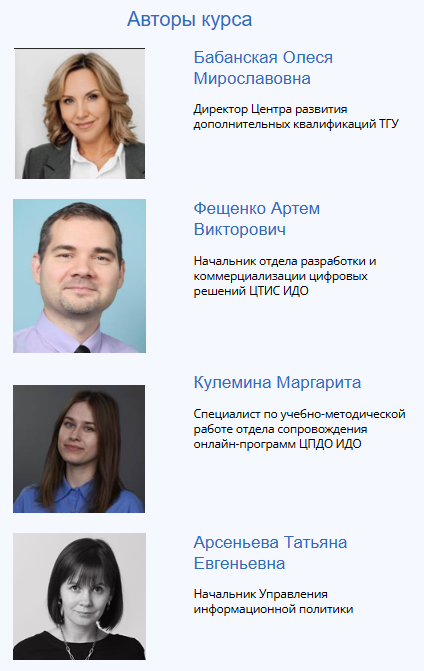 Авторы курса
Бабанская Олеся
Мирославовна
Директор Центра развития
дополнительных квалификаций ТГУ
Фещенко Артем
Викторович
Начальник отдела разработки и
коммерциализации цифровых
решений ЦТИС ИДО
Кулемина Маргарита
Специалист по учебно-методической
работе отдела сопровождения
онлайн-программ ЦПДО ИДО
Арсеньева Татьяна
Евгеньевна
Начальник Управления
информационной политики